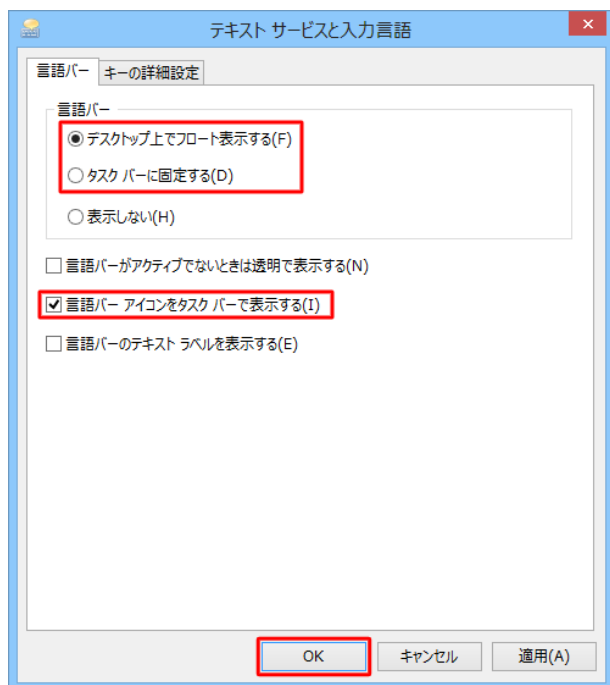 テキスト サービスと入力言語
言語バー キーの詳細設定
言語バー
デスクトップ上でフロート表示する(F)
タスク バーに固定する(D)
表示しない(H)
言語バーがアクティブでないときは透明で表示する(N)
言語バー アイコンをタスク バーで表示する(I)
言語バーのテキスト ラベルを表示する(E)
OK キャンセル 適用(A)